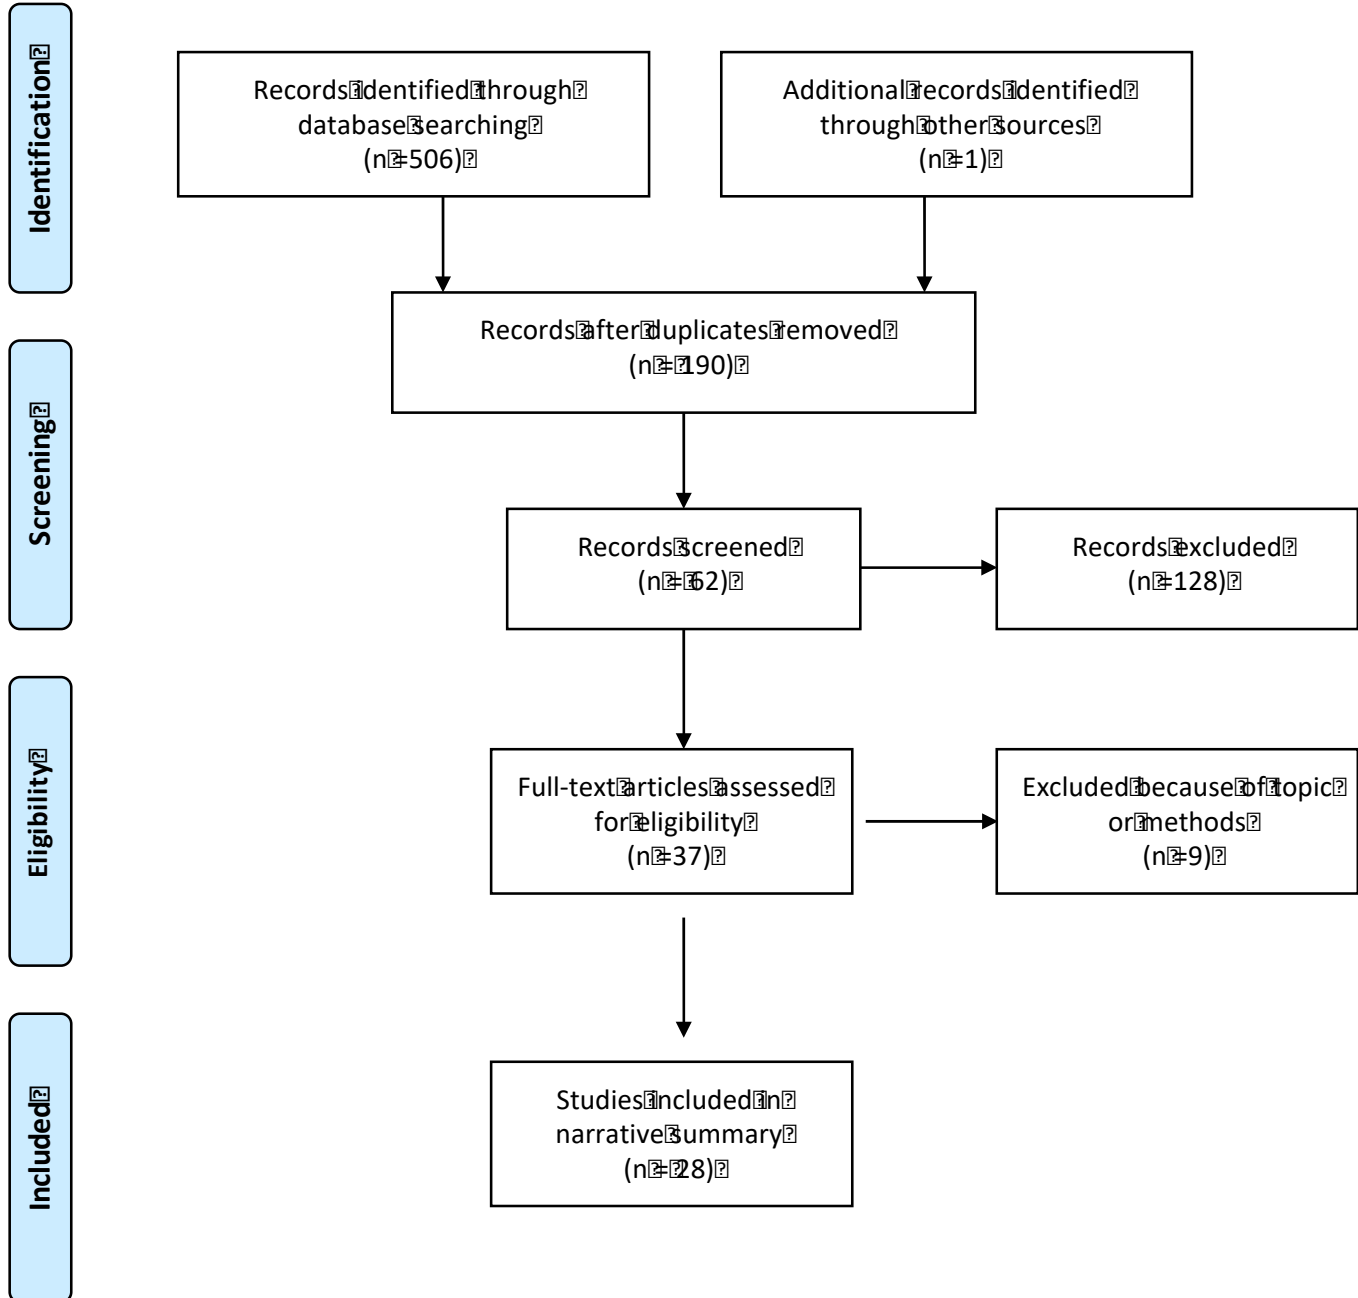 Identification�
Records�identified�through�
database�searching�
(n�=506)�
Additional�records�identified�
through�other�sources�
(n�=1)�
Records�after�duplicates�removed�
(n�=�190)�
Screening�
Records�screened�
(n�=�62)�
Records�excluded�
(n�=128)�
Eligibility�
Full-text�articles�assessed�
for�eligibility�
(n�=37)�
Excluded�because�of�topic�
or�methods�
(n�=9)�
Included�
Studies�included�in�
narrative�summary�
(n�=�28)�